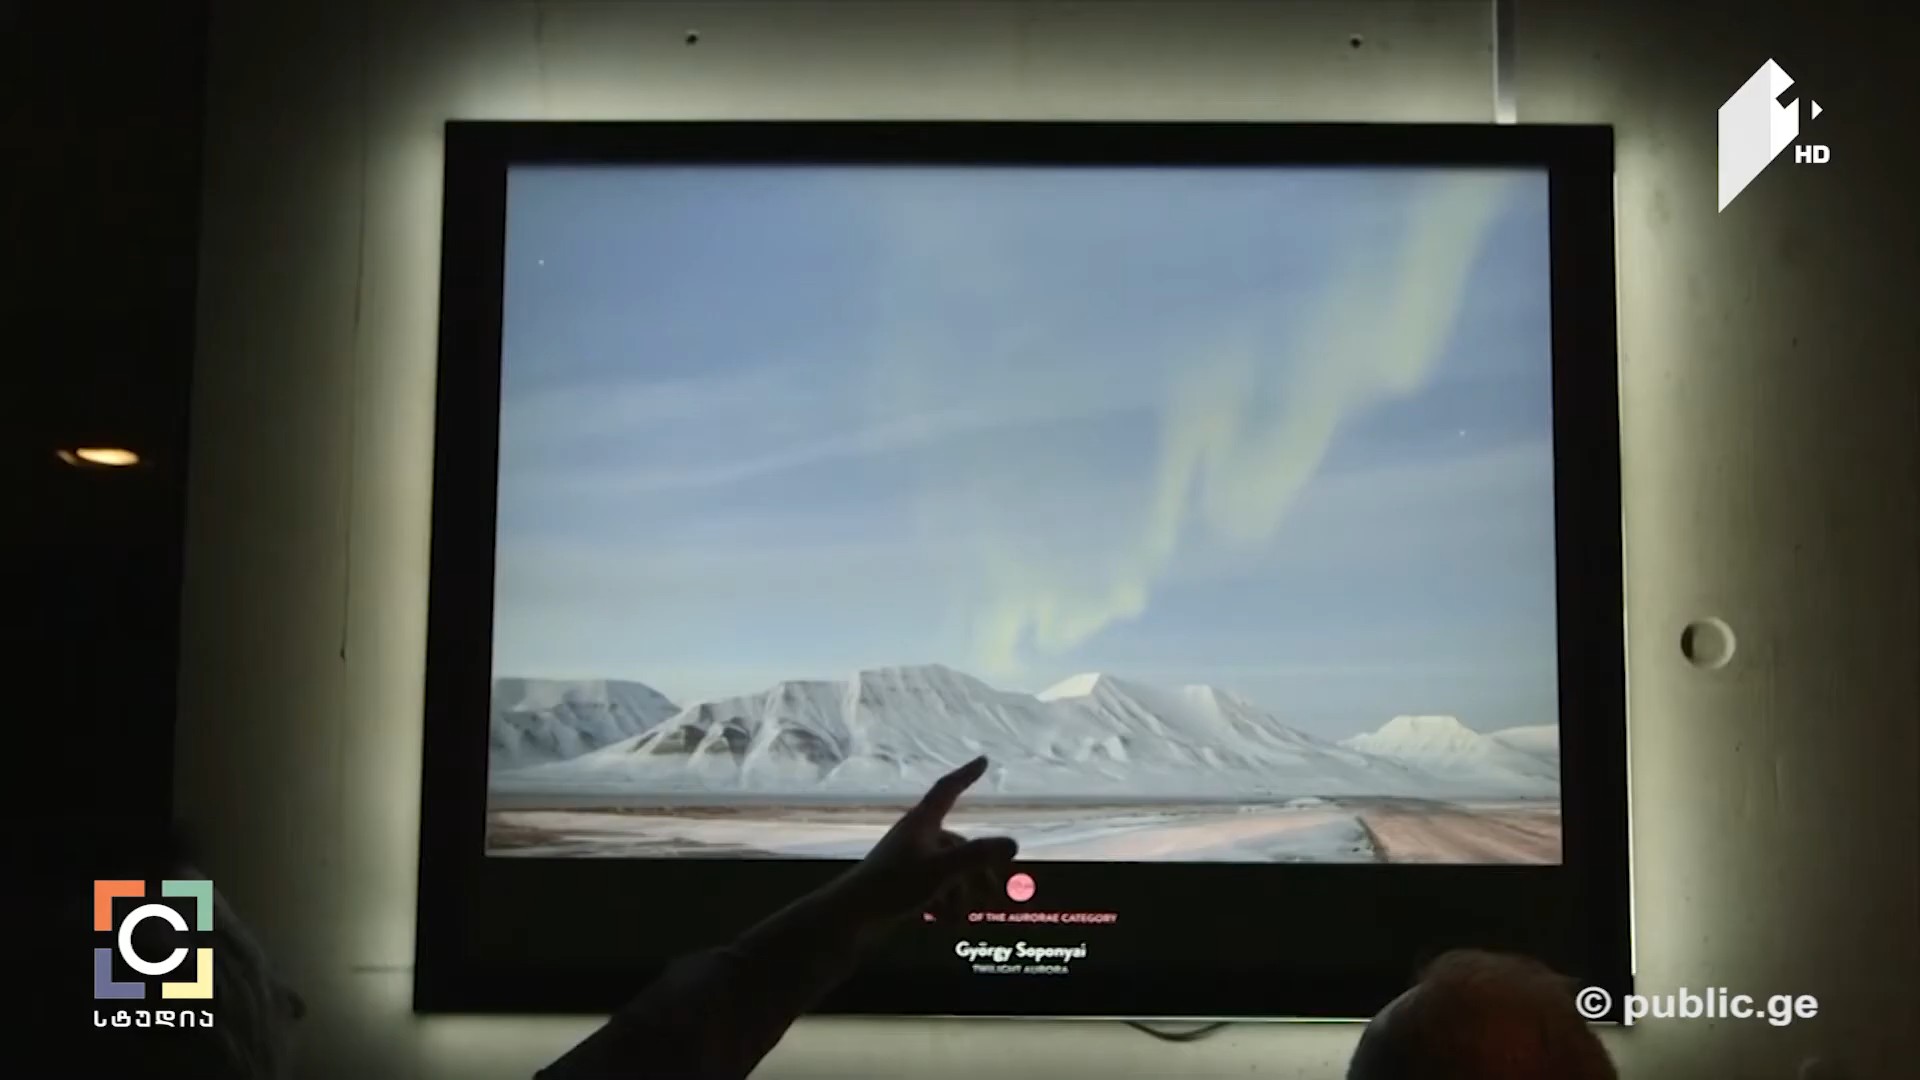 HD
OF THE AURORAE CATEGORY
György Soponyai
TWILIGHT AURORA
C
სტუდია
© public.ge